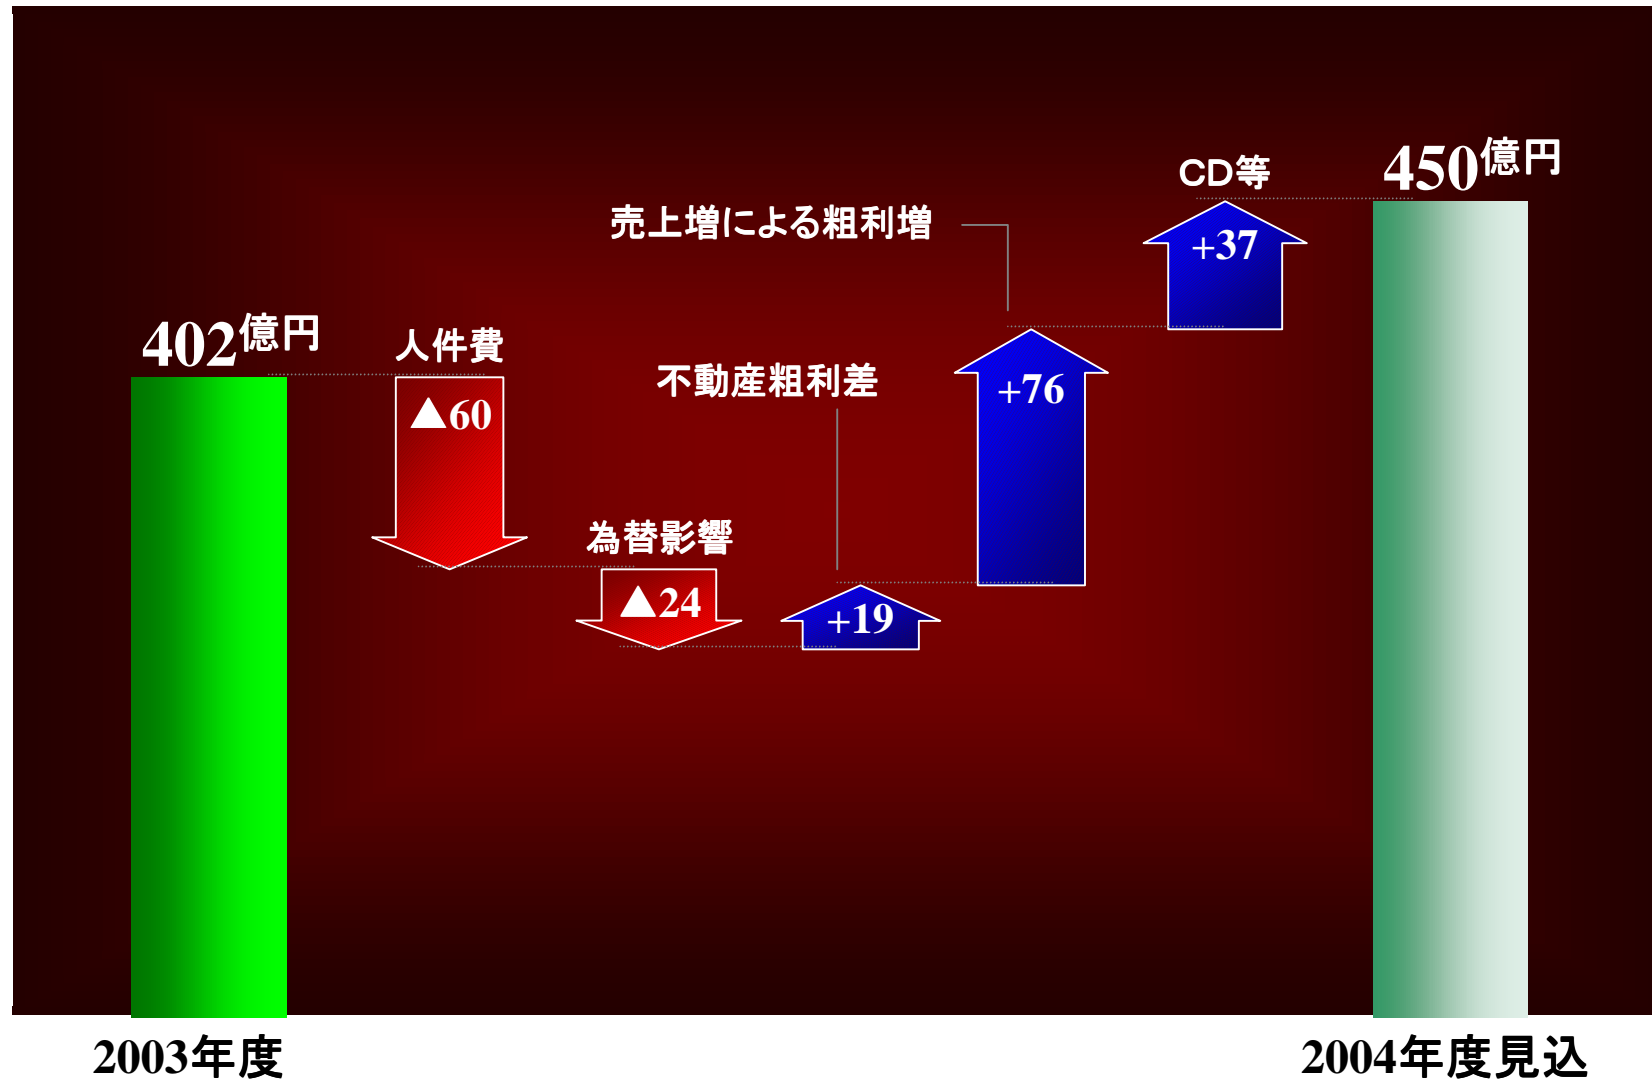 402億円
人件費
▲60
為替影響
▲24
不動産粗利差
+19
売上増による粗利増
+76
CD等
+37
450億円
2003年度
2004年度見込